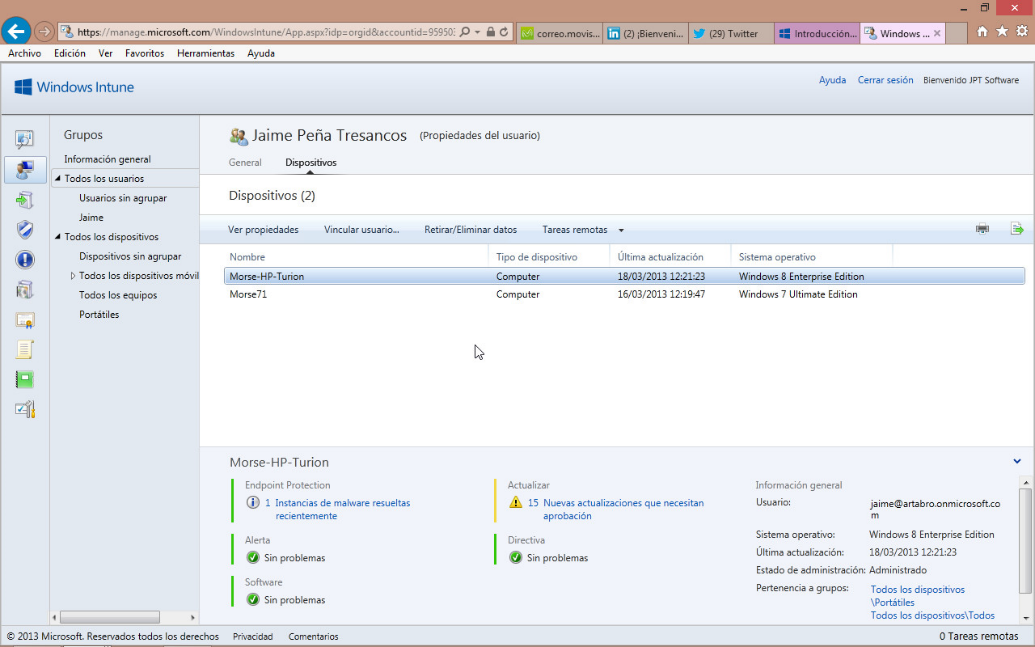 https://manage.microsoft.com/WindowsIntune/App.aspx?idp=orgid&accountid=95950
correo.movis...
(2) ¡Bienveni...
(29) Twitter
Introducción...
Windows ...
Archivo Edición Ver Favoritos Herramientas Ayuda
Windows Intune
Ayuda Cerrar sesión Bienvenido JPT Software
Grupos
Información general
Todos los usuarios
Usuarios sin agrupar
Jaime
Todos los dispositivos
Dispositivos sin agrupar
Todos los dispositivos móvil
Todos los equipos
Portátiles
Jaime Peña Tresancos (Propiedades del usuario)
General Dispositivos
Dispositivos (2)
Ver propiedades Vincular usuario... Retirar/Eliminar datos Tareas remotas
Nombre Tipo de dispositivo Última actualización Sistema operativo
Morse-HP-Turion Computer 18/03/2013 12:21:23 Windows 8 Enterprise Edition
Morse71 Computer 16/03/2013 12:19:47 Windows 7 Ultimate Edition
Morse-HP-Turion
Endpoint Protection
1 Instancias de malware resueltas
recientemente
Alerta
Sin problemas
Software
Sin problemas
Actualizar
15 Nuevas actualizaciones que necesitan
aprobación
Directiva
Sin problemas
Información general
Usuario: jaime@artabro.onmicrosoft.co
m
Sistema operativo: Windows 8 Enterprise Edition
Última actualización: 18/03/2013 12:21:23
Estado de administración: Administrado
Pertenencia a grupos: Todos los dispositivos
\Portátiles
Todos los dispositivos\Todos
© 2013 Microsoft. Reservados todos los derechos Privacidad Comentarios
0 Tareas remotas